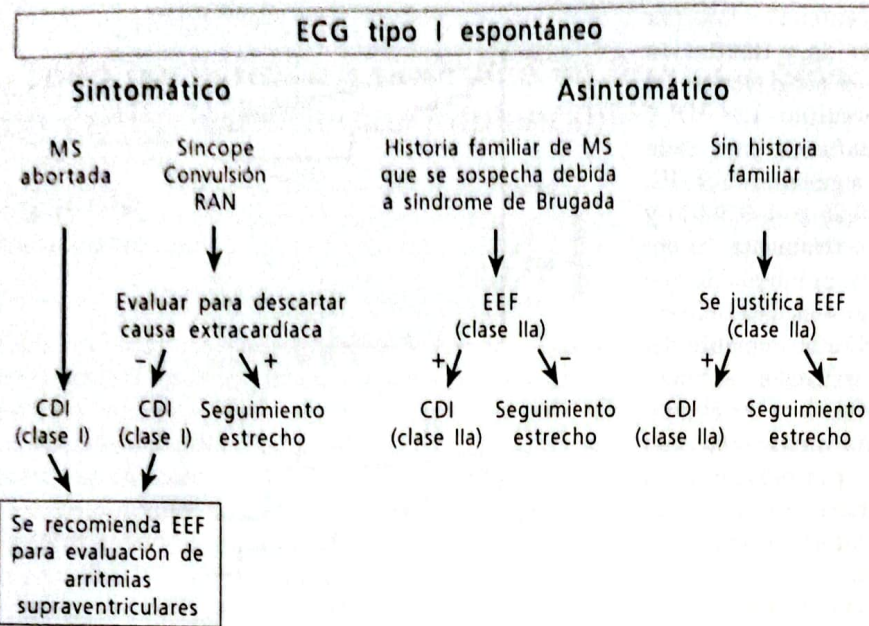 ECG tipo I espontáneo
Sintomático
Asintomático
MS
abortada
Síncope
Convulsión
RAN
Historia familiar de MS
que se sospecha debida
a síndrome de Brugada
Sin historia
familiar
Evaluar para descartar
causa extracardíaca
EEF
(clase IIa)
Se justifica EEF
(clase IIa)
−
+
+
−
+
−
CDI
(clase I)
CDI
(clase I)
Seguimiento
estrecho
CDI
(clase IIa)
Seguimiento
estrecho
CDI
(clase IIa)
Seguimiento
estrecho
Se recomienda EEF
para evaluación de
arritmias
supraventriculares